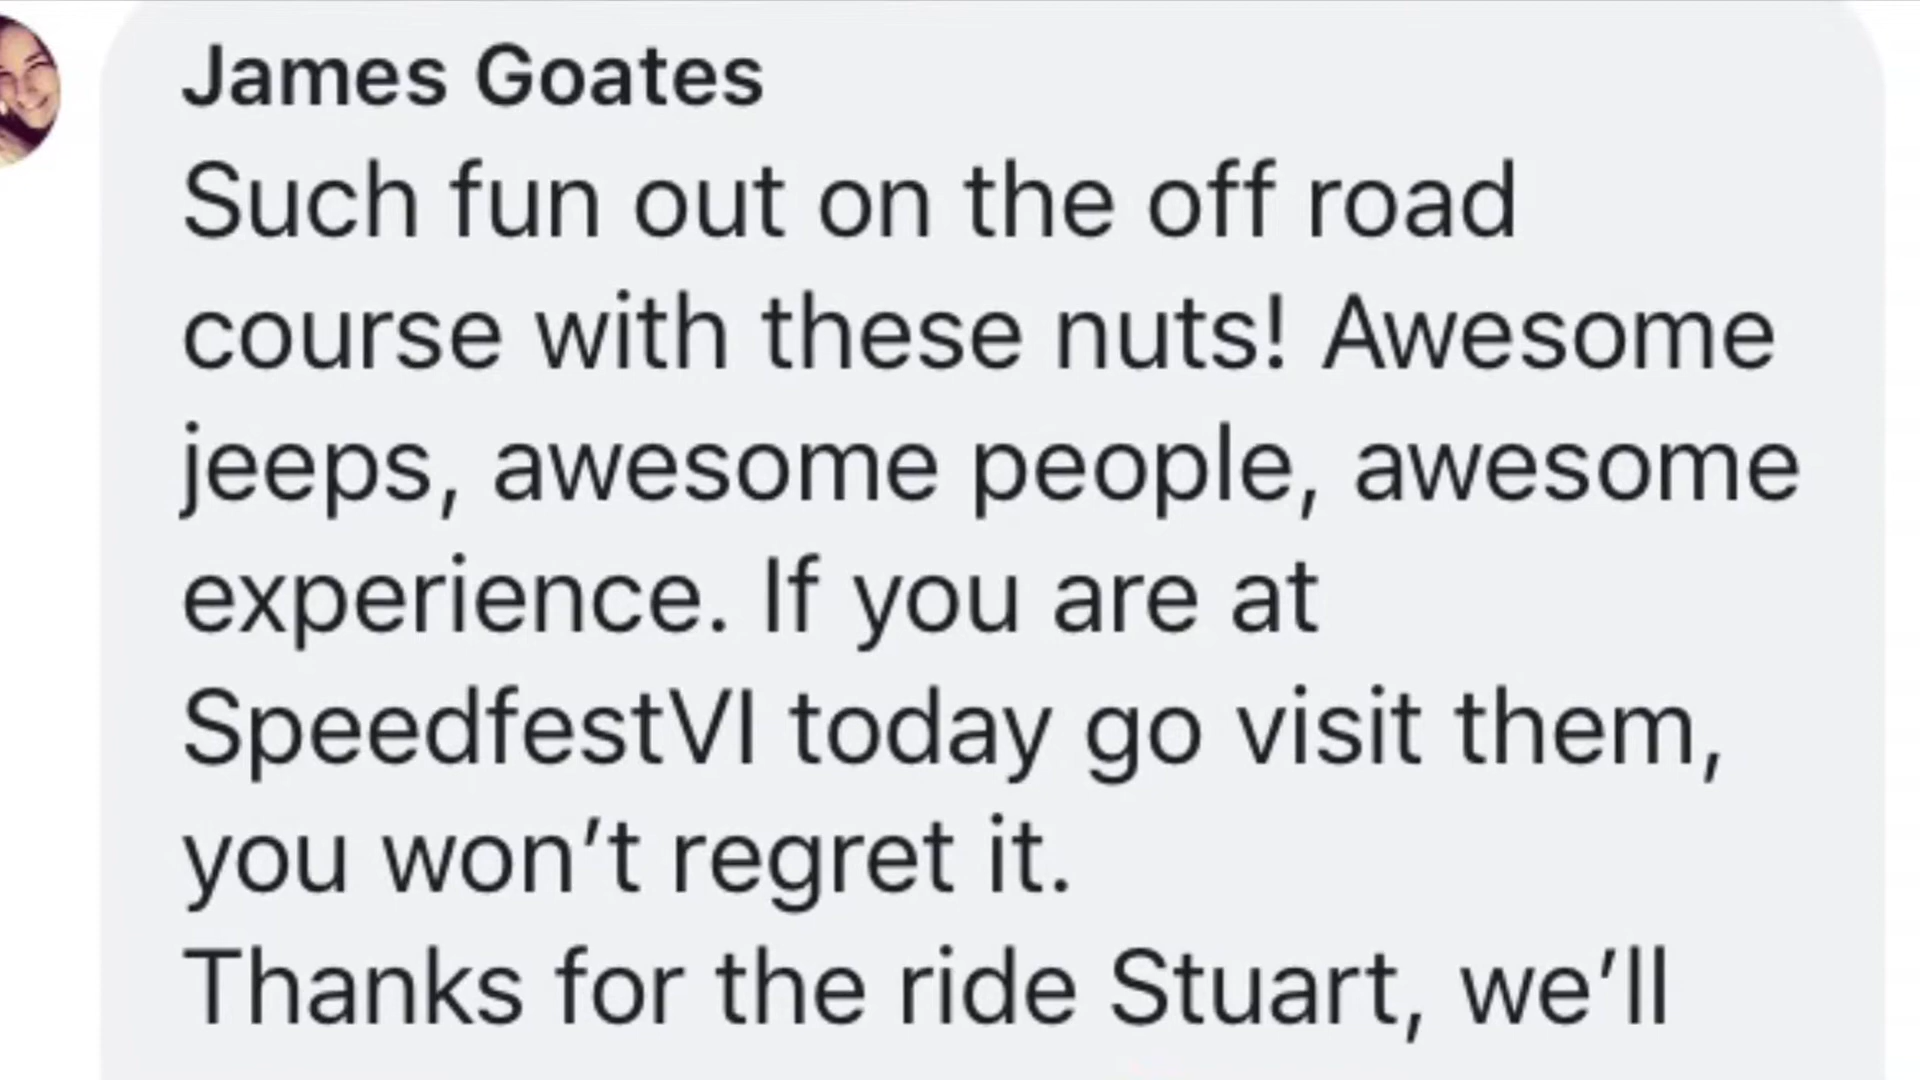 James Goates
Such fun out on the off road
course with these nuts! Awesome
jeeps, awesome people, awesome
experience. If you are at
SpeedfestVI today go visit them,
you won’t regret it.
Thanks for the ride Stuart, we’ll